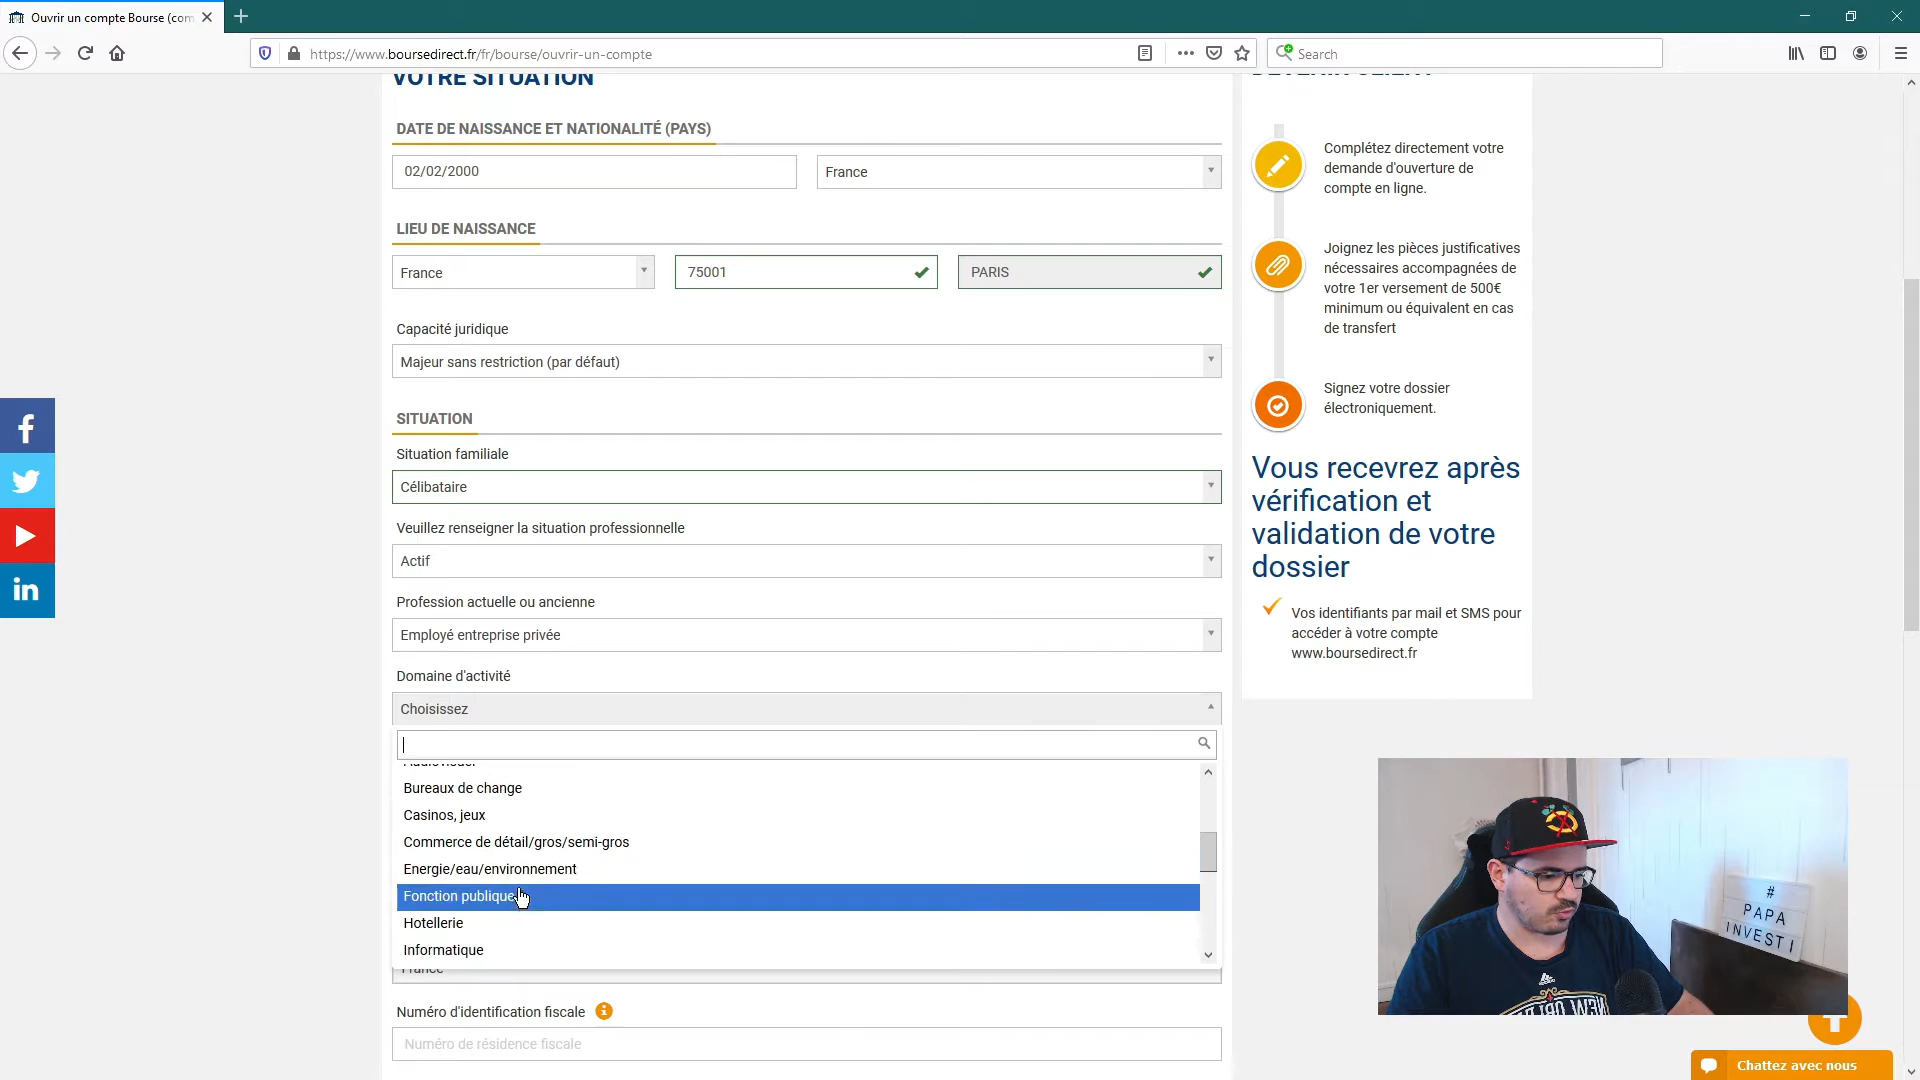 Ouvrir un compte Bourse (com
https://www.boursedirect.fr/fr/bourse/ouvrir-un-compte
Search
VOTRE SITUATION
DATE DE NAISSANCE ET NATIONALITÉ (PAYS)
02/02/2000
France
LIEU DE NAISSANCE
France
75001
PARIS
Capacité juridique
Majeur sans restriction (par défaut)
SITUATION
Situation familiale
Célibataire
Veuillez renseigner la situation professionnelle
Actif
Profession actuelle ou ancienne
Employé entreprise privée
Domaine d'activité
Choisissez
Audiovisuel
Bureaux de change
Casinos, jeux
Commerce de détail/gros/semi-gros
Energie/eau/environnement
Fonction publique
Hotellerie
Informatique
France
Numéro d'identification fiscale
Numéro de résidence fiscale
DEVENIR CLIENT
Complétez directement votre
demande d'ouverture de
compte en ligne.
Joignez les pièces justificatives
nécessaires accompagnées de
votre 1er versement de 500€
minimum ou équivalent en cas
de transfert
Signez votre dossier
électroniquement.
Vous recevrez après
vérification et
validation de votre
dossier
Vos identifiants par mail et SMS pour
accéder à votre compte
www.boursedirect.fr
#
PAPA
INVEST I
Chattez avec nous